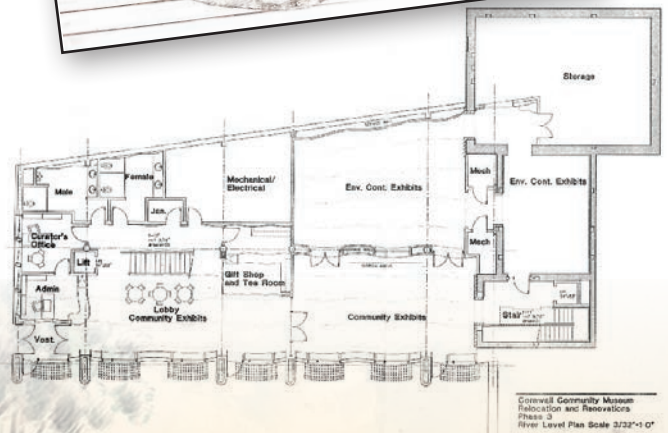 Storage
Male
Female
Mechanical/
Electrical
Env. Cont. Exhibits
Mech
Env. Cont. Exhibits
Jan.
Curator's
Office
Lift
Mech
Gift Shop
and Tea Room
Admin
Lobby
Community Exhibits
Community Exhibits
Stair
Vest.
Cornwall Community Museum
Relocation and Renovations
Phase 3
River Level Plan Scale 3/32"=1'0"